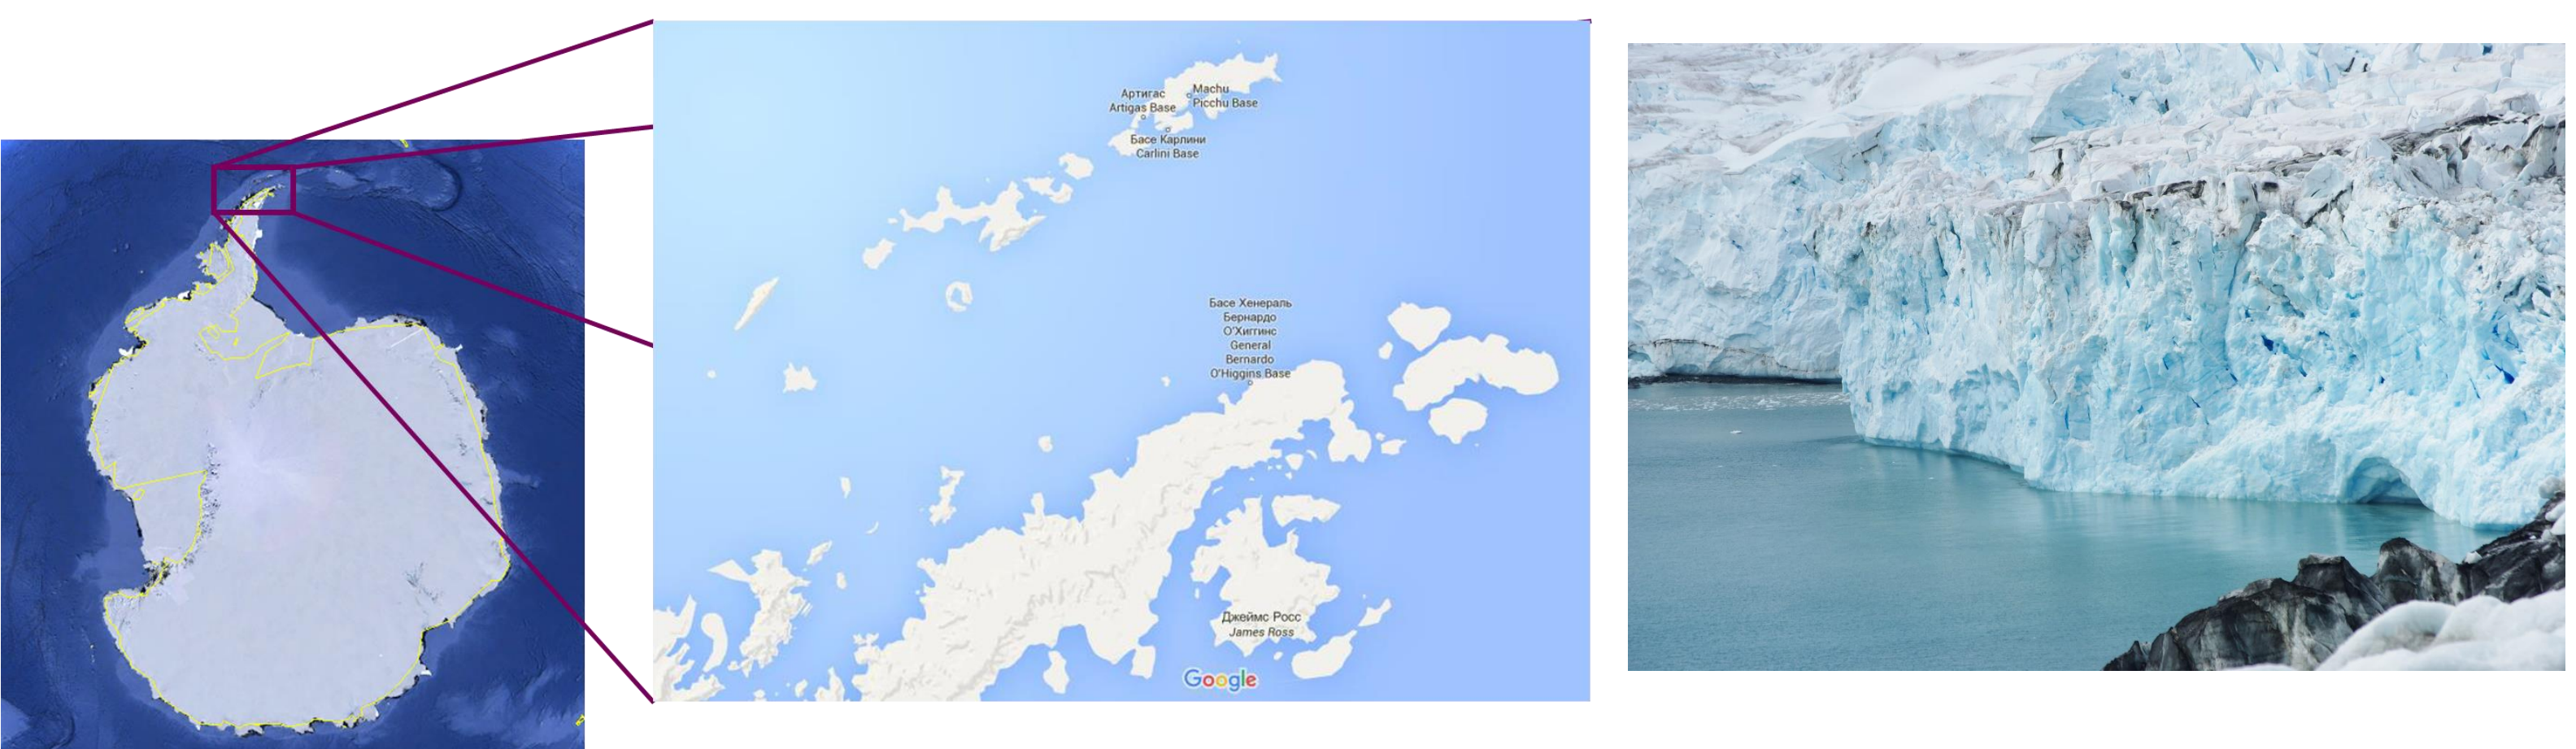 Артигас
Artigas Base
Machu
Picchu Base
Басе Карлини
Carlini Base
Басе Хенераль
Бернардо
О'Хиггинс
General
Bernardo
O'Higgins Base
Джеймс Росс
James Ross
Google